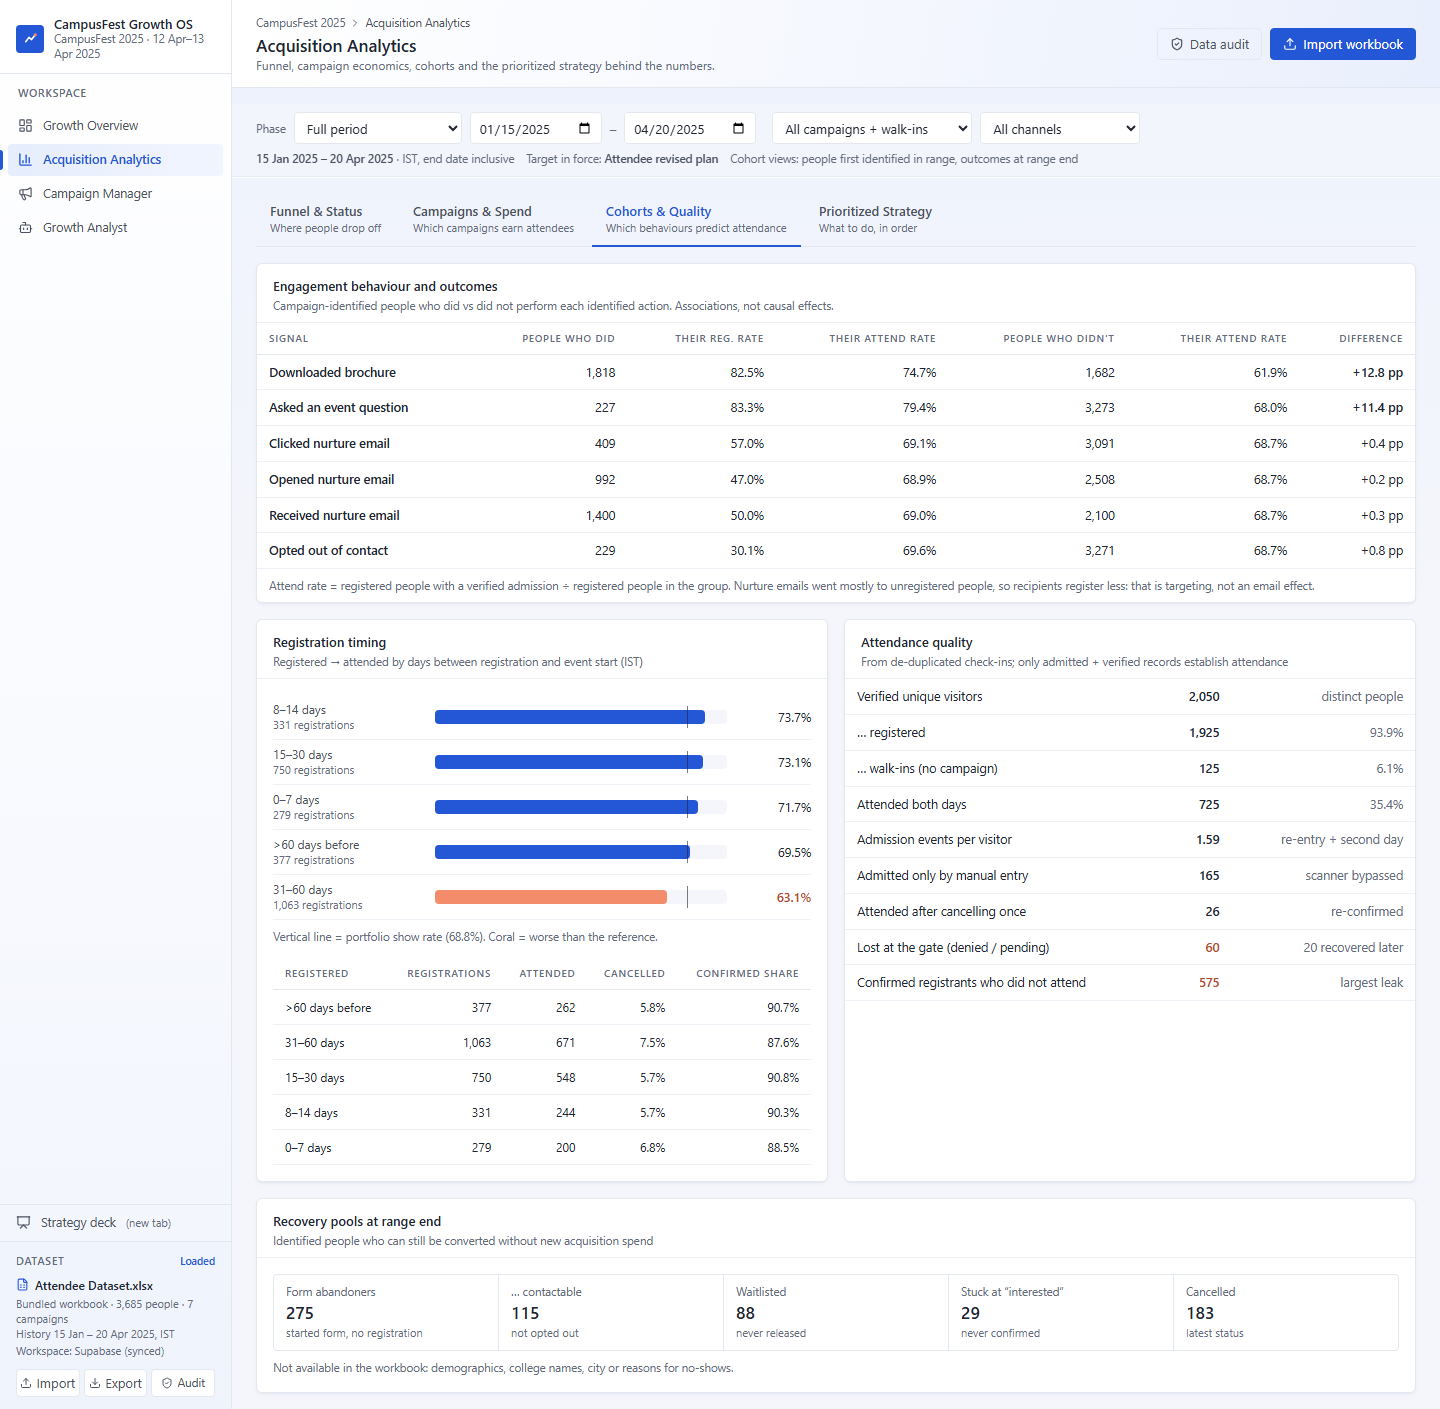 CampusFest Growth OS
CampusFest 2025 · 12 Apr–13
Apr 2025
WORKSPACE
Growth Overview
Acquisition Analytics
Campaign Manager
Growth Analyst
Strategy deck (new tab)
DATASET Loaded
Attendee Dataset.xlsx
Bundled workbook · 3,685 people · 7
campaigns
History 15 Jan – 20 Apr 2025, IST
Workspace: Supabase (synced)
Import Export Audit
CampusFest 2025 > Acquisition Analytics
Acquisition Analytics
Funnel, campaign economics, cohorts and the prioritized strategy behind the numbers.
Data audit Import workbook
Phase Full period 01/15/2025 – 04/20/2025 All campaigns + walk-ins All channels
15 Jan 2025 – 20 Apr 2025 · IST, end date inclusive Target in force: Attendee revised plan Cohort views: people first identified in range, outcomes at range end
Funnel & Status
Where people drop off
Campaigns & Spend
Which campaigns earn attendees
Cohorts & Quality
Which behaviours predict attendance
Prioritized Strategy
What to do, in order
Engagement behaviour and outcomes
Campaign-identified people who did vs did not perform each identified action. Associations, not causal effects.
SIGNAL PEOPLE WHO DID THEIR REG. RATE THEIR ATTEND RATE PEOPLE WHO DIDN'T THEIR ATTEND RATE DIFFERENCE
Downloaded brochure 1,818 82.5% 74.7% 1,682 61.9% +12.8 pp
Asked an event question 227 83.3% 79.4% 3,273 68.0% +11.4 pp
Clicked nurture email 409 57.0% 69.1% 3,091 68.7% +0.4 pp
Opened nurture email 992 47.0% 68.9% 2,508 68.7% +0.2 pp
Received nurture email 1,400 50.0% 69.0% 2,100 68.7% +0.3 pp
Opted out of contact 229 30.1% 69.6% 3,271 68.7% +0.8 pp
Attend rate = registered people with a verified admission ÷ registered people in the group. Nurture emails went mostly to unregistered people, so recipients register less: that is targeting, not an email effect.
Registration timing
Registered → attended by days between registration and event start (IST)
8–14 days
331 registrations
73.7%
15–30 days
750 registrations
73.1%
0–7 days
279 registrations
71.7%
>60 days before
377 registrations
69.5%
31–60 days
1,063 registrations
63.1%
Vertical line = portfolio show rate (68.8%). Coral = worse than the reference.
REGISTERED REGISTRATIONS ATTENDED CANCELLED CONFIRMED SHARE
>60 days before 377 262 5.8% 90.7%
31–60 days 1,063 671 7.5% 87.6%
15–30 days 750 548 5.7% 90.8%
8–14 days 331 244 5.7% 90.3%
0–7 days 279 200 6.8% 88.5%
Attendance quality
From de-duplicated check-ins; only admitted + verified records establish attendance
Verified unique visitors 2,050 distinct people
... registered 1,925 93.9%
... walk-ins (no campaign) 125 6.1%
Attended both days 725 35.4%
Admission events per visitor 1.59 re-entry + second day
Admitted only by manual entry 165 scanner bypassed
Attended after cancelling once 26 re-confirmed
Lost at the gate (denied / pending) 60 20 recovered later
Confirmed registrants who did not attend 575 largest leak
Recovery pools at range end
Identified people who can still be converted without new acquisition spend
Form abandoners
275
started form, no registration
... contactable
115
not opted out
Waitlisted
88
never released
Stuck at "interested"
29
never confirmed
Cancelled
183
latest status
Not available in the workbook: demographics, college names, city or reasons for no-shows.